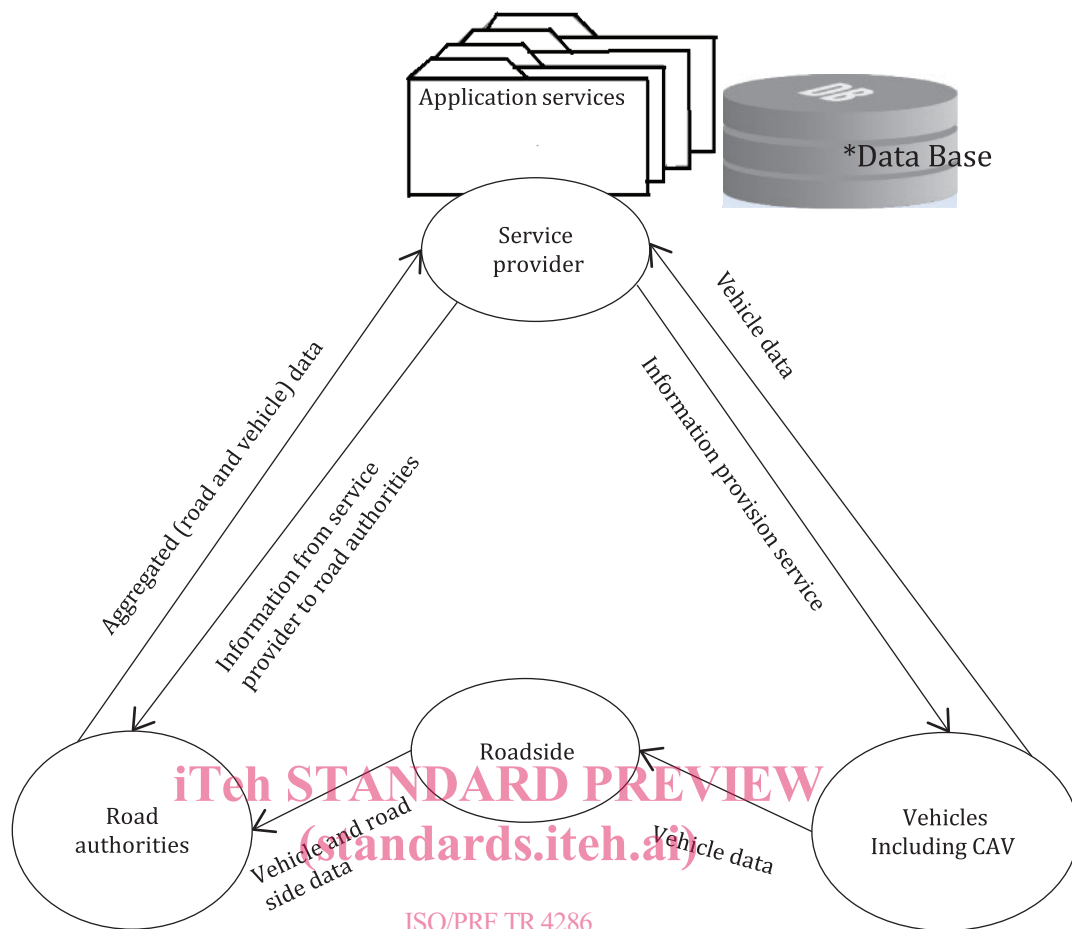 Application services
DB
*Data Base
Service
provider
Vehicle data
Aggregated (road and vehicle) data
Information from service
provider to road authorities
Information provision service
Roadside
iTeh STANDARD PREVIEW
(standards.iteh.ai)
Road
authorities
Vehicle and road
side data
Vehicle data
Vehicles
Including CAV
ISO/PRF TR 4286